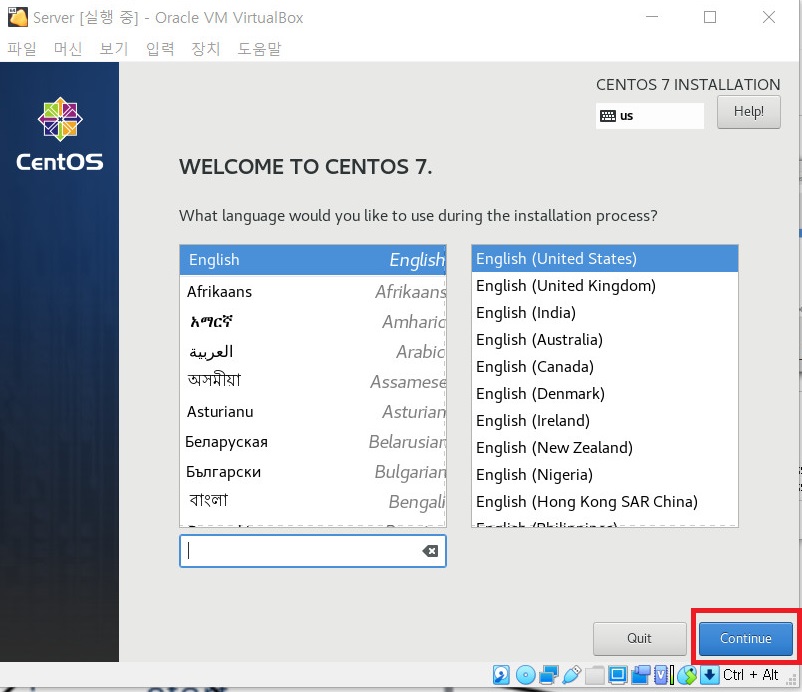 Server [실행 중] - Oracle VM VirtualBox
파일 머신 보기 입력 장치 도움말
CentOS
CENTOS 7 INSTALLATION
us
Help!
WELCOME TO CENTOS 7.
What language would you like to use during the installation process?
English English
Afrikaans Afrikaans
አማርኛ Amharic
العربية Arabic
অসমীয়া Assamese
Asturianu Asturian
Беларуская Belarusian
Български Bulgarian
বাংলা Bengali
English (United States)
English (United Kingdom)
English (India)
English (Australia)
English (Canada)
English (Denmark)
English (Ireland)
English (New Zealand)
English (Nigeria)
English (Hong Kong SAR China)
English (Philippines)
Quit
Continue
Ctrl + Alt